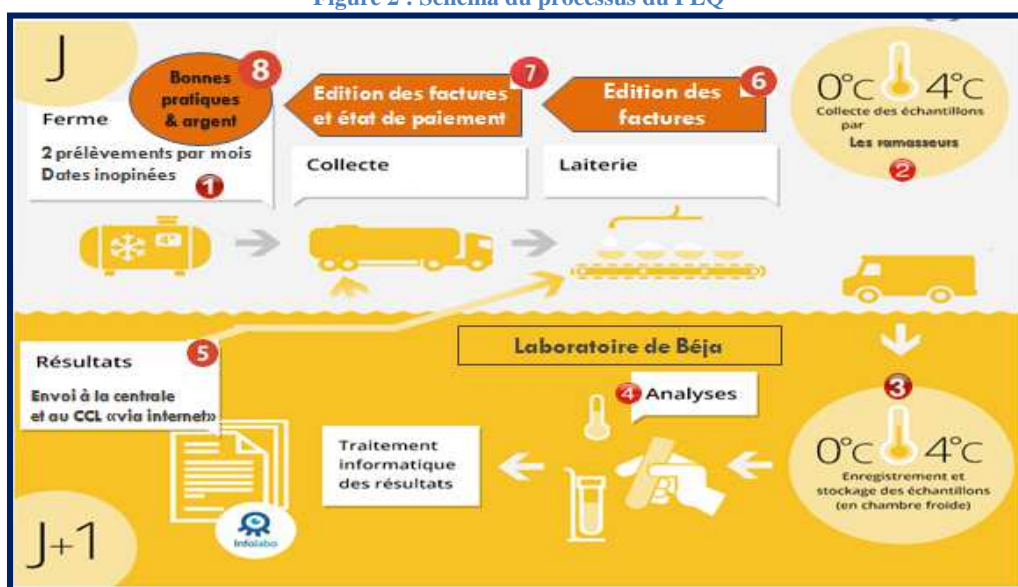 Figure 2 : Schéma du processus du PEQ
J
Ferme
2 prélèvements par mois
Dates inopinées
1
8
Bonnes
pratiques
& argent
7
Edition des factures
et état de paiement
Collecte
6
Edition des
factures
Laiterie
0°c 4°c
Collecte des échantillons
par
Les ramasseurs
2
3
0°c 4°c
Enregistrement et
stockage des échantillons
(en chambre froide)
Laboratoire de Béja
4 Analyses
Traitement
informatique
des résultats
Résultats
5
Envoi à la centrale
et au CCL «via internet»
Infolabo
J+1